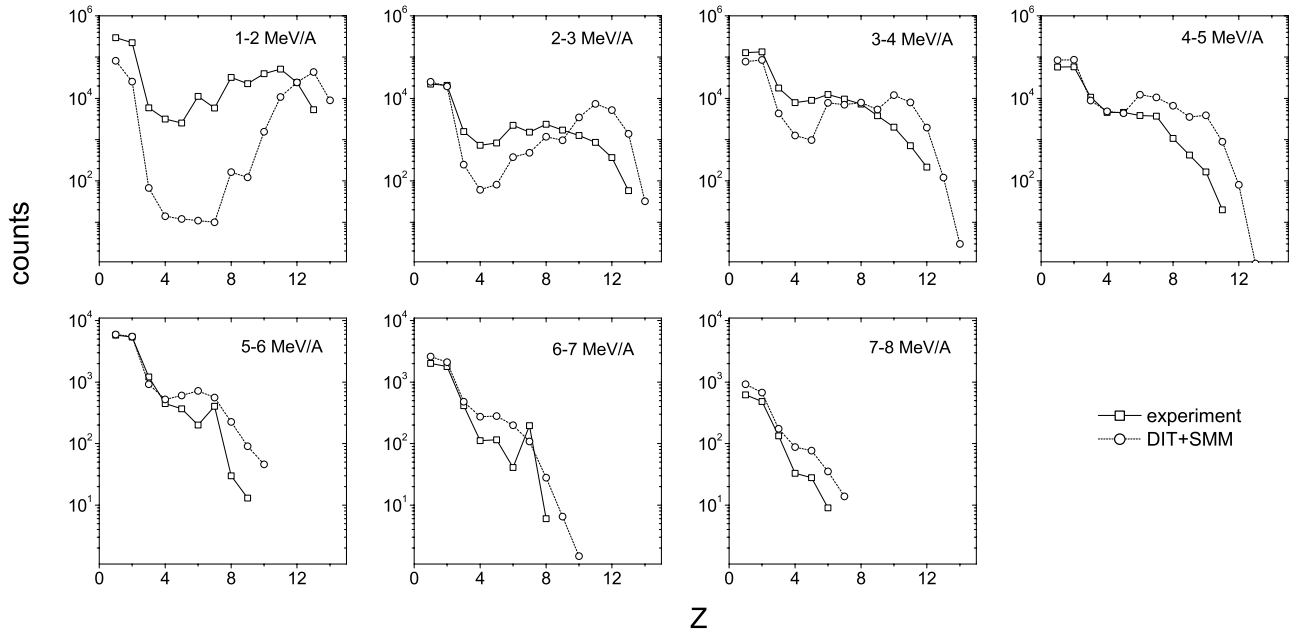 counts
10^6
10^4
10^2
0 4 8 12
1-2 MeV/A
10^6
10^4
10^2
0 4 8 12
2-3 MeV/A
10^6
10^4
10^2
0 4 8 12
3-4 MeV/A
10^6
10^4
10^2
0 4 8 12
4-5 MeV/A
10^4
10^3
10^2
10^1
0 4 8 12
5-6 MeV/A
10^4
10^3
10^2
10^1
0 4 8 12
6-7 MeV/A
10^4
10^3
10^2
10^1
0 4 8 12
7-8 MeV/A
experiment
DIT+SMM
Z